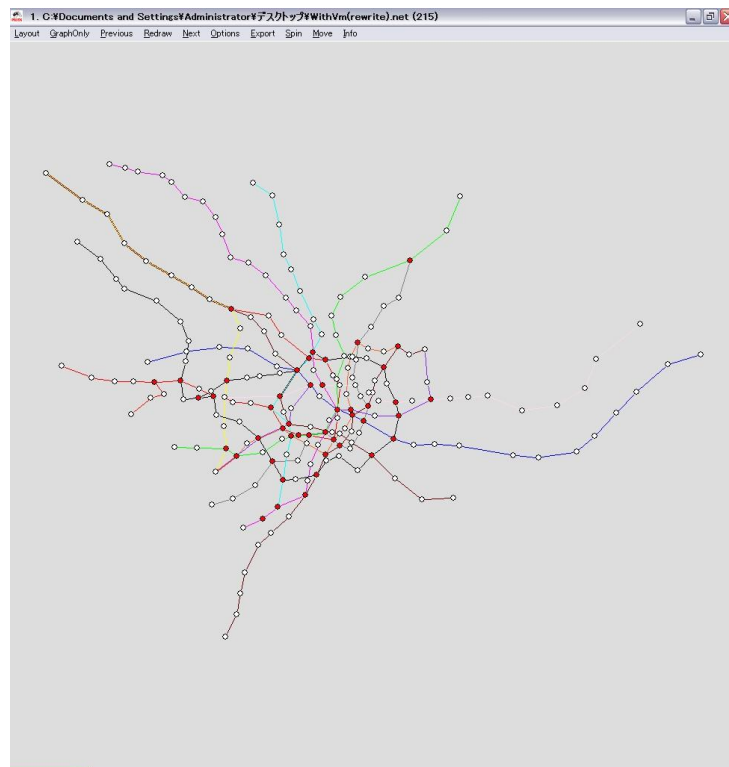 1. C:¥Documents and Settings¥Administrator¥デスクトップ¥WithVm(rewrite).net (215)
Layout GraphOnly Previous Redraw Next Options Export Spin Move Info